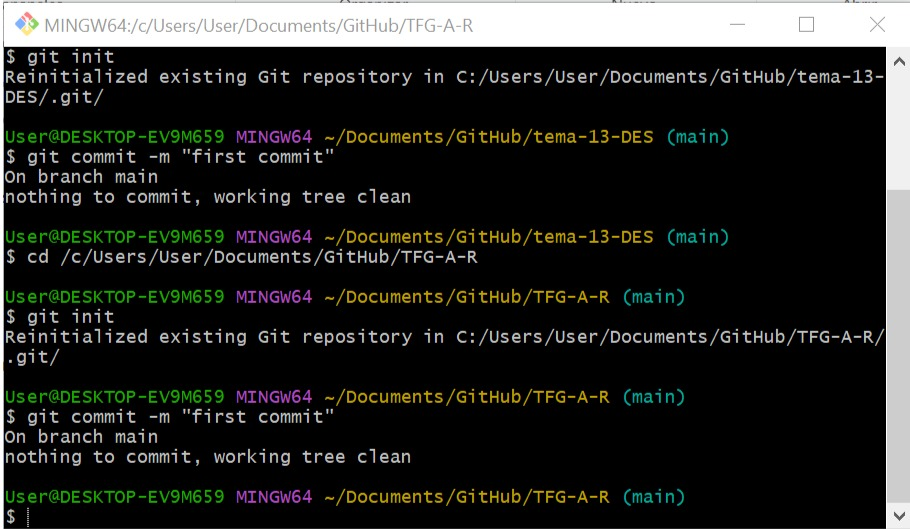 MINGW64:/c/Users/User/Documents/GitHub/TFG-A-R
$ git init
Reinitialized existing Git repository in C:/Users/User/Documents/GitHub/tema-13-
DES/.git/
User@DESKTOP-EV9M659 MINGW64 ~/Documents/GitHub/tema-13-DES (main)
$ git commit -m "first commit"
On branch main
nothing to commit, working tree clean
User@DESKTOP-EV9M659 MINGW64 ~/Documents/GitHub/tema-13-DES (main)
$ cd /c/Users/User/Documents/GitHub/TFG-A-R
User@DESKTOP-EV9M659 MINGW64 ~/Documents/GitHub/TFG-A-R (main)
$ git init
Reinitialized existing Git repository in C:/Users/User/Documents/GitHub/TFG-A-R/
.git/
User@DESKTOP-EV9M659 MINGW64 ~/Documents/GitHub/TFG-A-R (main)
$ git commit -m "first commit"
On branch main
nothing to commit, working tree clean
User@DESKTOP-EV9M659 MINGW64 ~/Documents/GitHub/TFG-A-R (main)
$